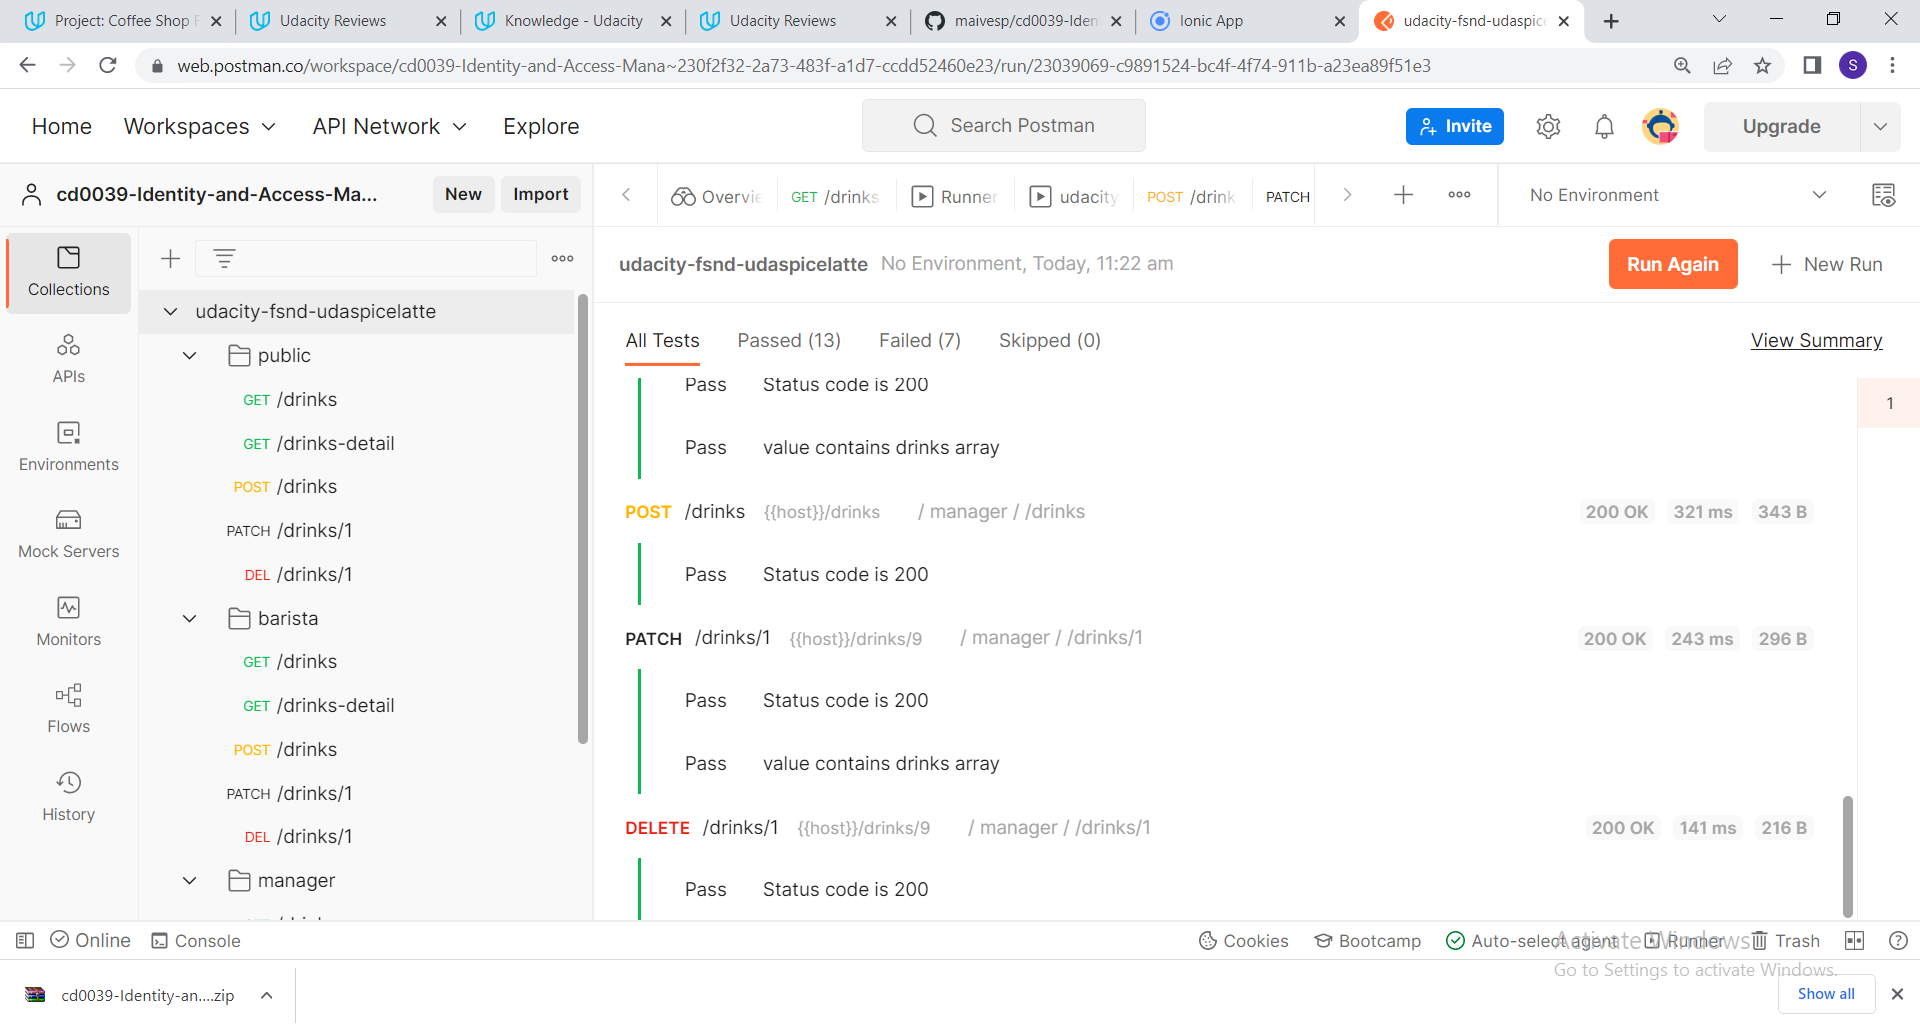 Project: Coffee Shop F
Udacity Reviews
Knowledge - Udacity
Udacity Reviews
maivesp/cd0039-Iden
Ionic App
udacity-fsnd-udaspice
web.postman.co/workspace/cd0039-Identity-and-Access-Mana~230f2f32-2a73-483f-a1d7-ccdd52460e23/run/23039069-c9891524-bc4f-4f74-911b-a23ea89f51e3
S
Home
Workspaces
API Network
Explore
Search Postman
Invite
Upgrade
cd0039-Identity-and-Access-Ma...
New
Import
Overvie
GET /drinks
Runner
udacity
POST /drink
PATCH
No Environment
Collections
APIs
Environments
Mock Servers
Monitors
Flows
History
udacity-fsnd-udaspicelatte
public
GET /drinks
GET /drinks-detail
POST /drinks
PATCH /drinks/1
DEL /drinks/1
barista
GET /drinks
GET /drinks-detail
POST /drinks
PATCH /drinks/1
DEL /drinks/1
manager
udacity-fsnd-udaspicelatte No Environment, Today, 11:22 am
Run Again
New Run
All Tests
Passed (13)
Failed (7)
Skipped (0)
View Summary
1
Pass Status code is 200
Pass value contains drinks array
POST /drinks {{host}}/drinks / manager / /drinks 200 OK 321 ms 343 B
Pass Status code is 200
PATCH /drinks/1 {{host}}/drinks/9 / manager / /drinks/1 200 OK 243 ms 296 B
Pass Status code is 200
Pass value contains drinks array
DELETE /drinks/1 {{host}}/drinks/9 / manager / /drinks/1 200 OK 141 ms 216 B
Pass Status code is 200
Online
Console
Cookies
Bootcamp
Auto-select agent
Runner
Trash
Activate Windows
Go to Settings to activate Windows.
cd0039-Identity-an....zip
Show all